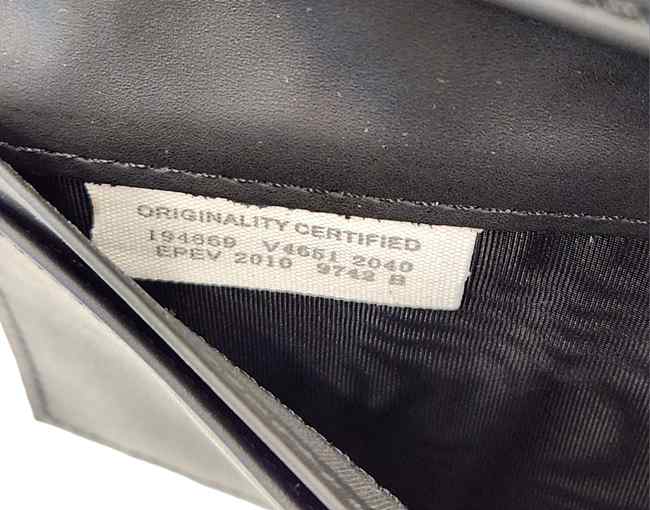 ORIGINALITY CERTIFIED
194869 V4651 2040
EPEV 2010 9742 B